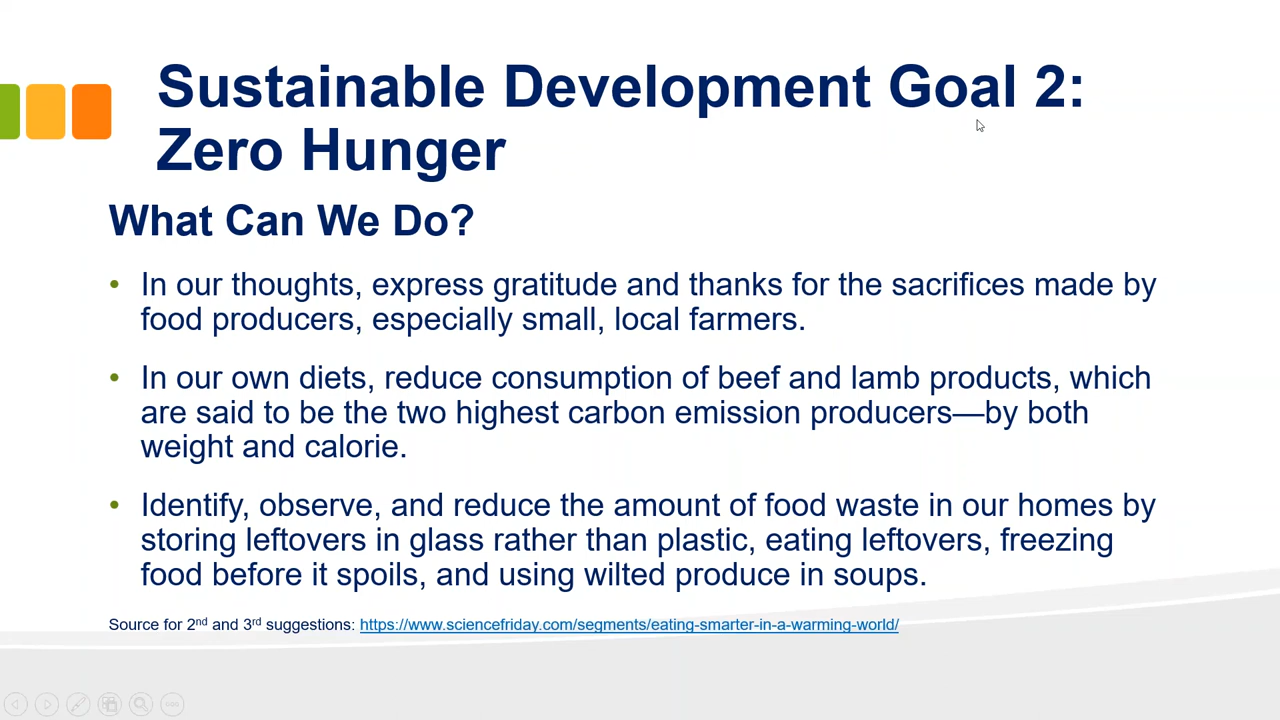 Sustainable Development Goal 2:
Zero Hunger
What Can We Do?
• In our thoughts, express gratitude and thanks for the sacrifices made by
food producers, especially small, local farmers.
• In our own diets, reduce consumption of beef and lamb products, which
are said to be the two highest carbon emission producers—by both
weight and calorie.
• Identify, observe, and reduce the amount of food waste in our homes by
storing leftovers in glass rather than plastic, eating leftovers, freezing
food before it spoils, and using wilted produce in soups.
Source for 2nd and 3rd suggestions: https://www.sciencefriday.com/segments/eating-smarter-in-a-warming-world/